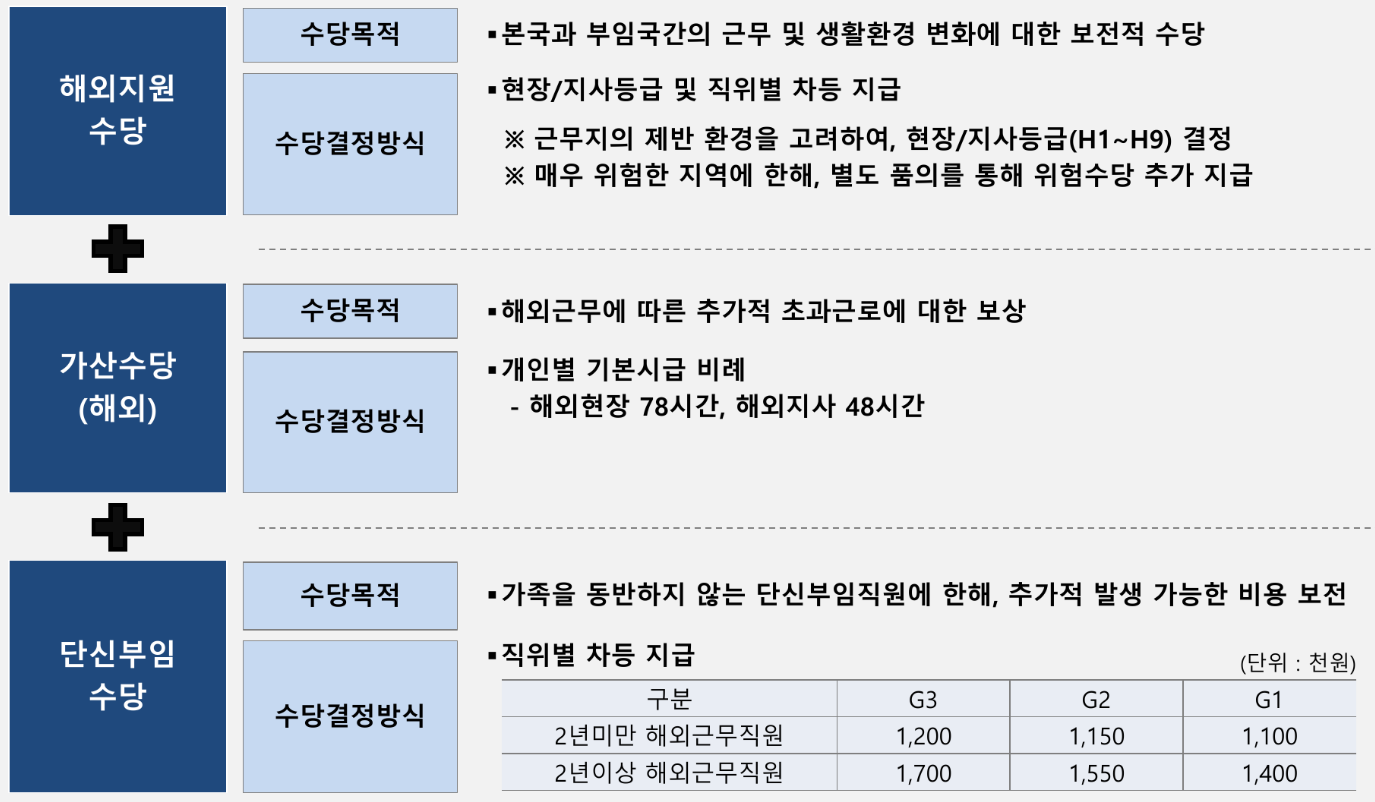 해외지원
수당
수당목적
▪본국과 부임국간의 근무 및 생활환경 변화에 대한 보전적 수당
수당결정방식
▪현장/지사등급 및 직위별 차등 지급
※ 근무지의 제반 환경을 고려하여, 현장/지사등급(H1~H9) 결정
※ 매우 위험한 지역에 한해, 별도 품의를 통해 위험수당 추가 지급
가산수당
(해외)
수당목적
▪해외근무에 따른 추가적 초과근로에 대한 보상
수당결정방식
▪개인별 기본시급 비례
- 해외현장 78시간, 해외지사 48시간
단신부임
수당
수당목적
▪가족을 동반하지 않는 단신부임직원에 한해, 추가적 발생 가능한 비용 보전
수당결정방식
▪직위별 차등 지급
(단위 : 천원)
구분 G3 G2 G1
2년미만 해외근무직원 1,200 1,150 1,100
2년이상 해외근무직원 1,700 1,550 1,400